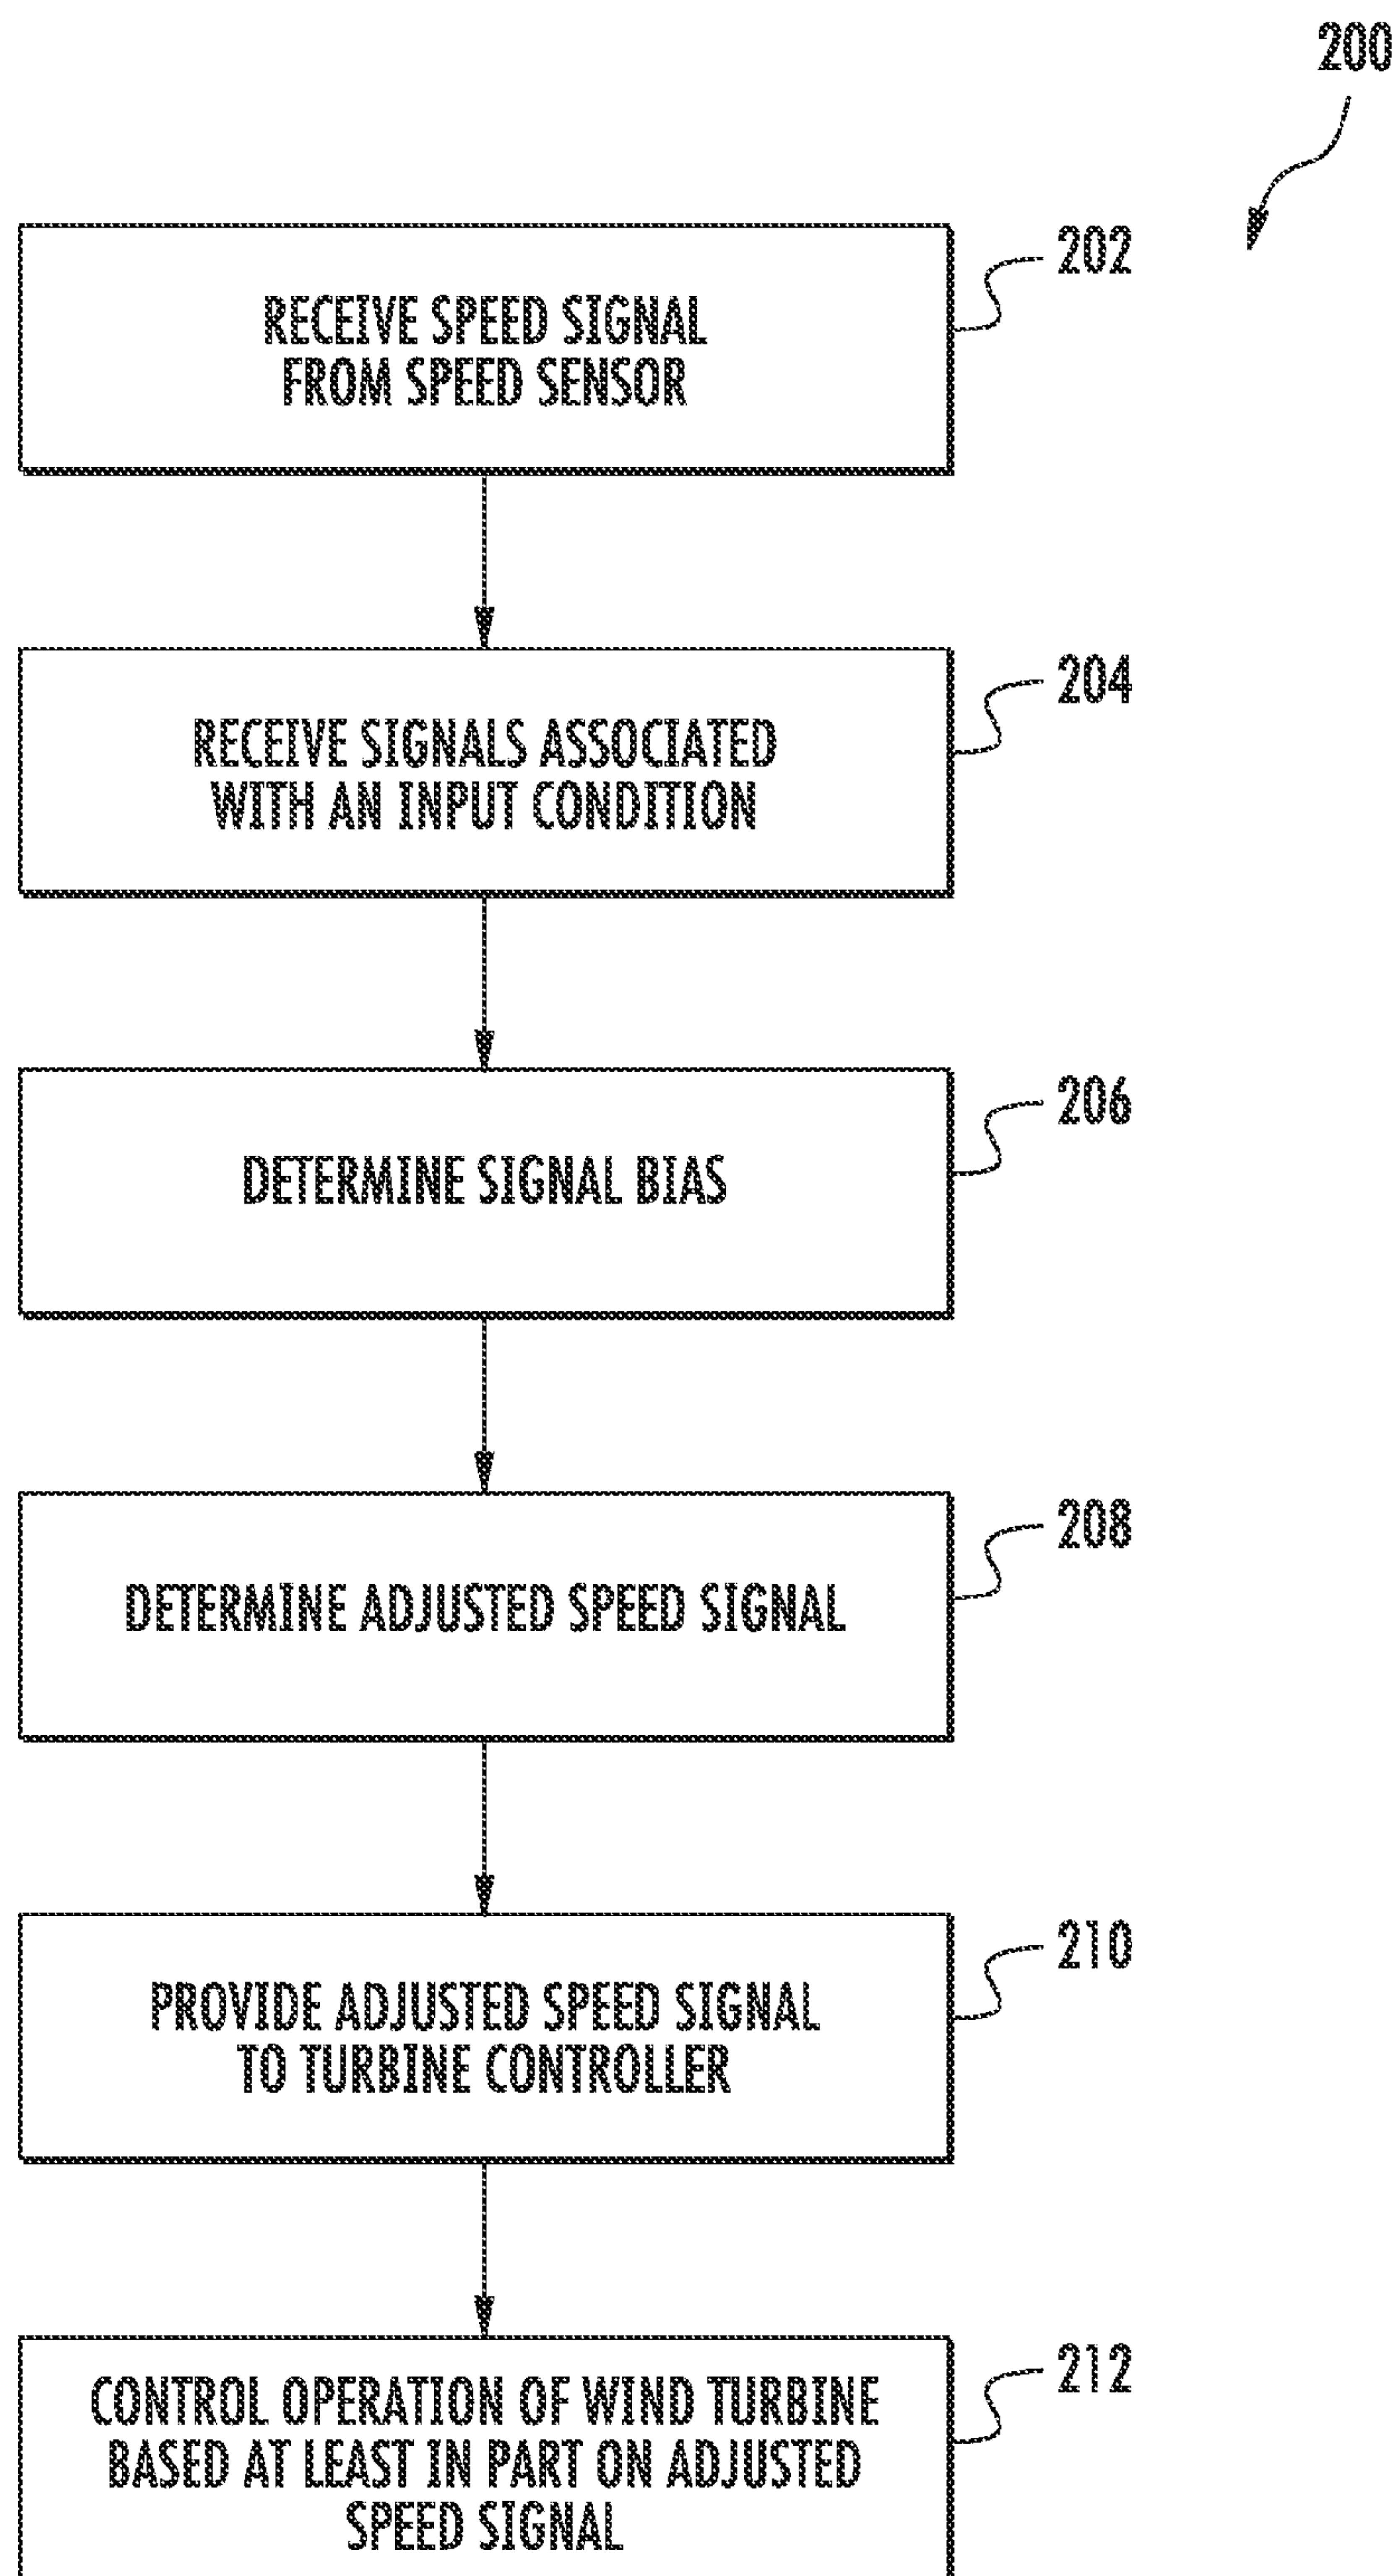 200
202
RECEIVE SPEED SIGNAL
FROM SPEED SENSOR
204
RECEIVE SIGNALS ASSOCIATED
WITH AN INPUT CONDITION
206
DETERMINE SIGNAL BIAS
208
DETERMINE ADJUSTED SPEED SIGNAL
210
PROVIDE ADJUSTED SPEED SIGNAL
TO TURBINE CONTROLLER
212
CONTROL OPERATION OF WIND TURBINE
BASED AT LEAST IN PART ON ADJUSTED
SPEED SIGNAL